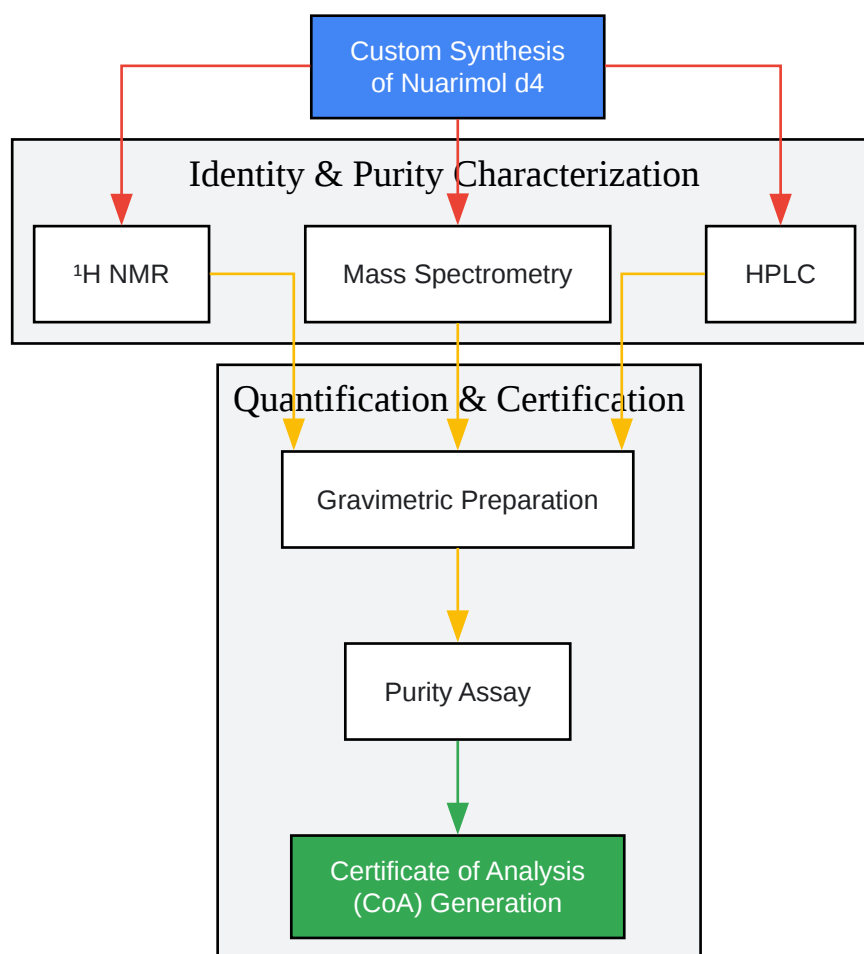 Custom Synthesis
of Nuarimol d4
Identity & Purity Characterization
¹H NMR
Mass Spectrometry
HPLC
Quantification & Certification
Gravimetric Preparation
Purity Assay
Certificate of Analysis
(CoA) Generation